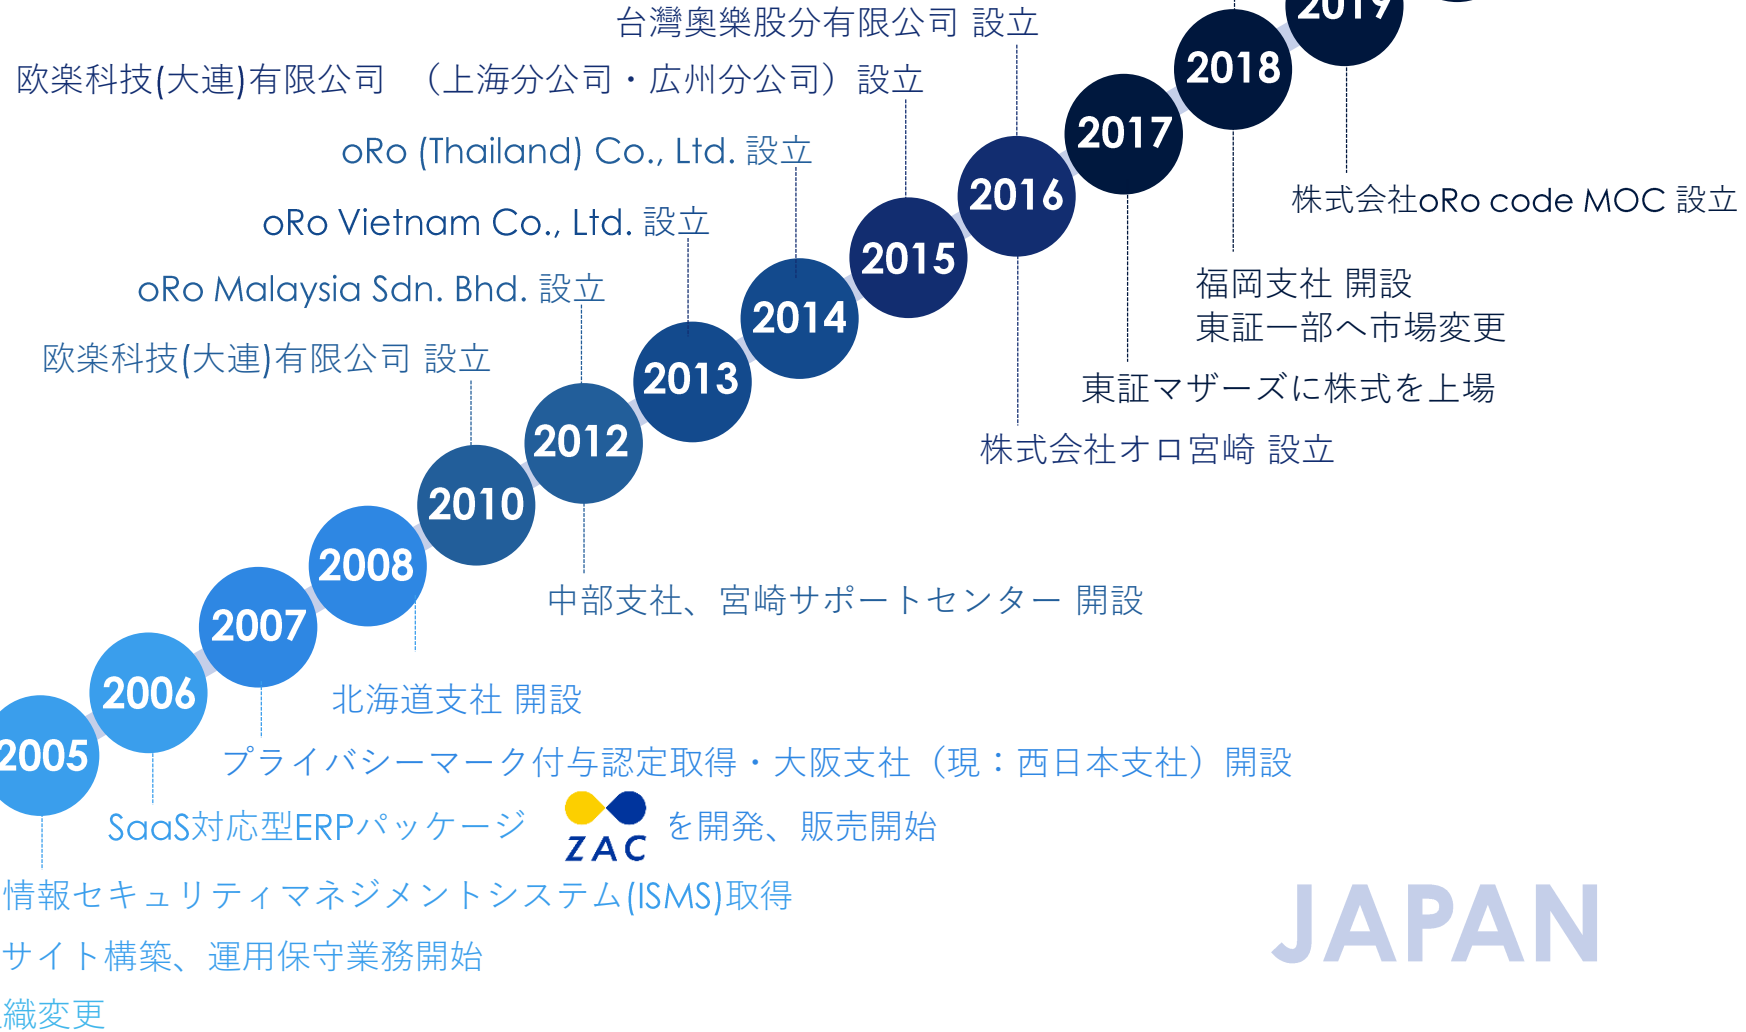 台灣奧樂股分有限公司 設立
2019
欧楽科技(大連)有限公司 （上海分公司・広州分公司）設立
2018
oRo (Thailand) Co., Ltd. 設立
2017
2016
株式会社oRo code MOC 設立
oRo Vietnam Co., Ltd. 設立
2015
oRo Malaysia Sdn. Bhd. 設立
福岡支社 開設
東証一部へ市場変更
2014
欧楽科技(大連)有限公司 設立
2013
東証マザーズに株式を上場
2012
株式会社オロ宮崎 設立
2010
2008
中部支社、宮崎サポートセンター 開設
2007
2006
北海道支社 開設
2005
プライバシーマーク付与認定取得・大阪支社（現：西日本支社）開設
SaaS対応型ERPパッケージ ZAC を開発、販売開始
情報セキュリティマネジメントシステム(ISMS)取得
サイト構築、運用保守業務開始
織変更
JAPAN